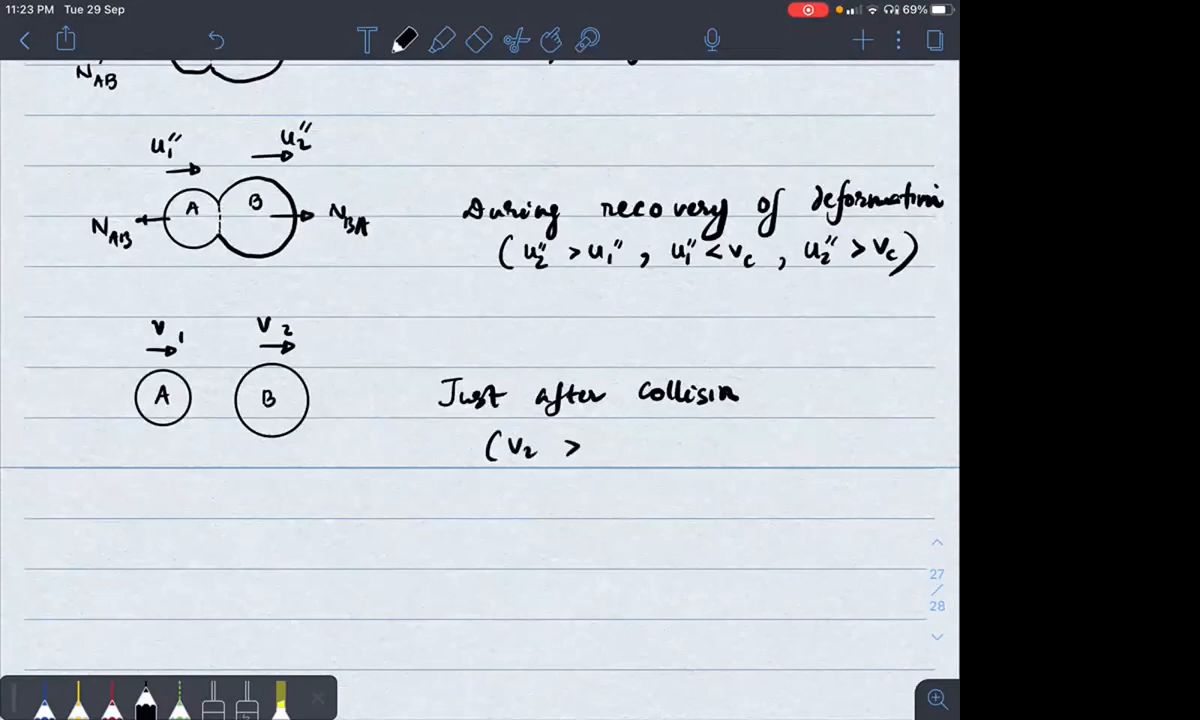 11:23 PM Tue 29 Sep 69%
T
N_AB
u₁'' u₂''
A B
N_AB N_BA
During recovery of deformation
(u₂'' > u₁'', u₁'' < v_c, u₂'' > v_c)
v₁ v₂
A B
Just after collision
(v₂ >
27
/
28